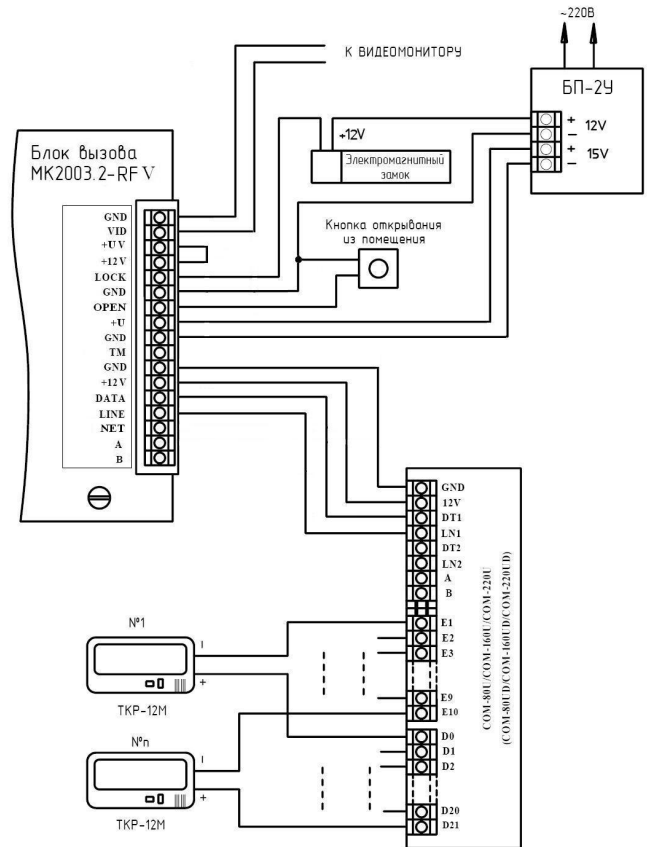 ~220В
К ВИДЕОМОНИТОРУ
БП-2У
+
12V
−
+
15V
−
+12V
Электромагнитный
замок
Блок вызова
МК2003.2-RF V
Кнопка открывания
из помещения
GND
VID
+U V
+12 V
LOCK
GND
OPEN
+U
GND
TM
GND
+12 V
DATA
LINE
NET
A
B
GND
12V
DT1
LN1
DT2
LN2
A
B
E1
E2
E3
E9
E10
D0
D1
D2
D20
D21
COM-80U/COM-160U/COM-220U
(COM-80UD/COM-160UD/COM-220UD)
№1
−
+
ТКР-12М
№n
−
+
ТКР-12М